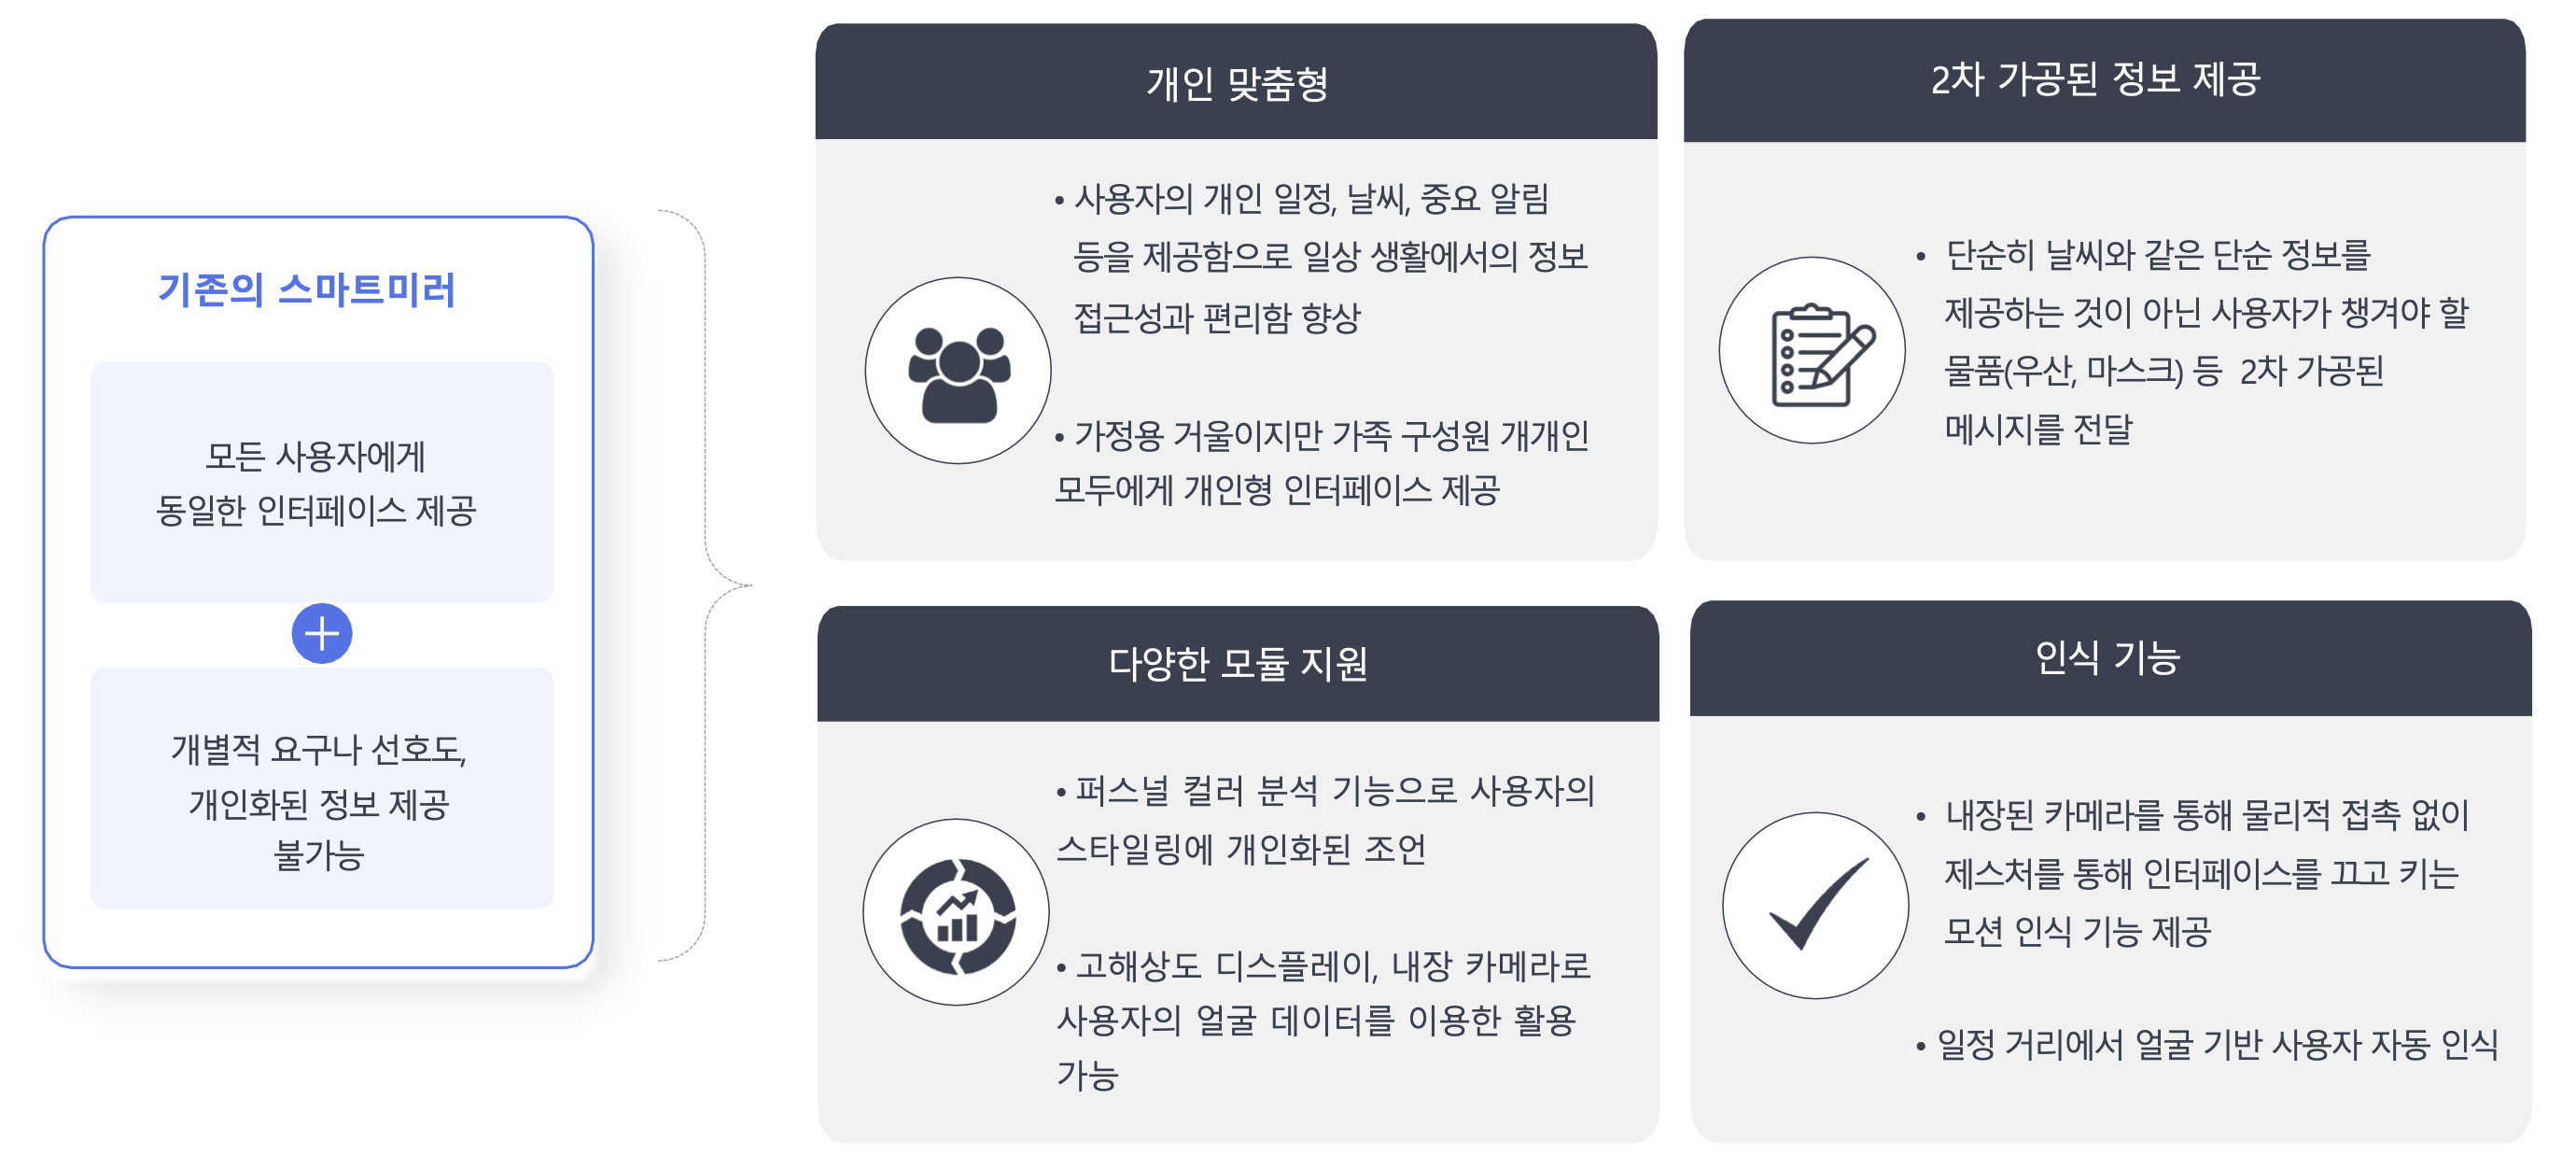 기존의 스마트미러
모든 사용자에게
동일한 인터페이스 제공
개별적 요구나 선호도,
개인화된 정보 제공
불가능
개인 맞춤형
• 사용자의 개인 일정, 날씨, 중요 알림
등을 제공함으로 일상 생활에서의 정보
접근성과 편리함 향상
• 가정용 거울이지만 가족 구성원 개개인
모두에게 개인형 인터페이스 제공
2차 가공된 정보 제공
• 단순히 날씨와 같은 단순 정보를
제공하는 것이 아닌 사용자가 챙겨야 할
물품(우산, 마스크) 등 2차 가공된
메시지를 전달
다양한 모듈 지원
• 퍼스널 컬러 분석 기능으로 사용자의
스타일링에 개인화된 조언
• 고해상도 디스플레이, 내장 카메라로
사용자의 얼굴 데이터를 이용한 활용
가능
인식 기능
• 내장된 카메라를 통해 물리적 접촉 없이
제스처를 통해 인터페이스를 끄고 키는
모션 인식 기능 제공
• 일정 거리에서 얼굴 기반 사용자 자동 인식